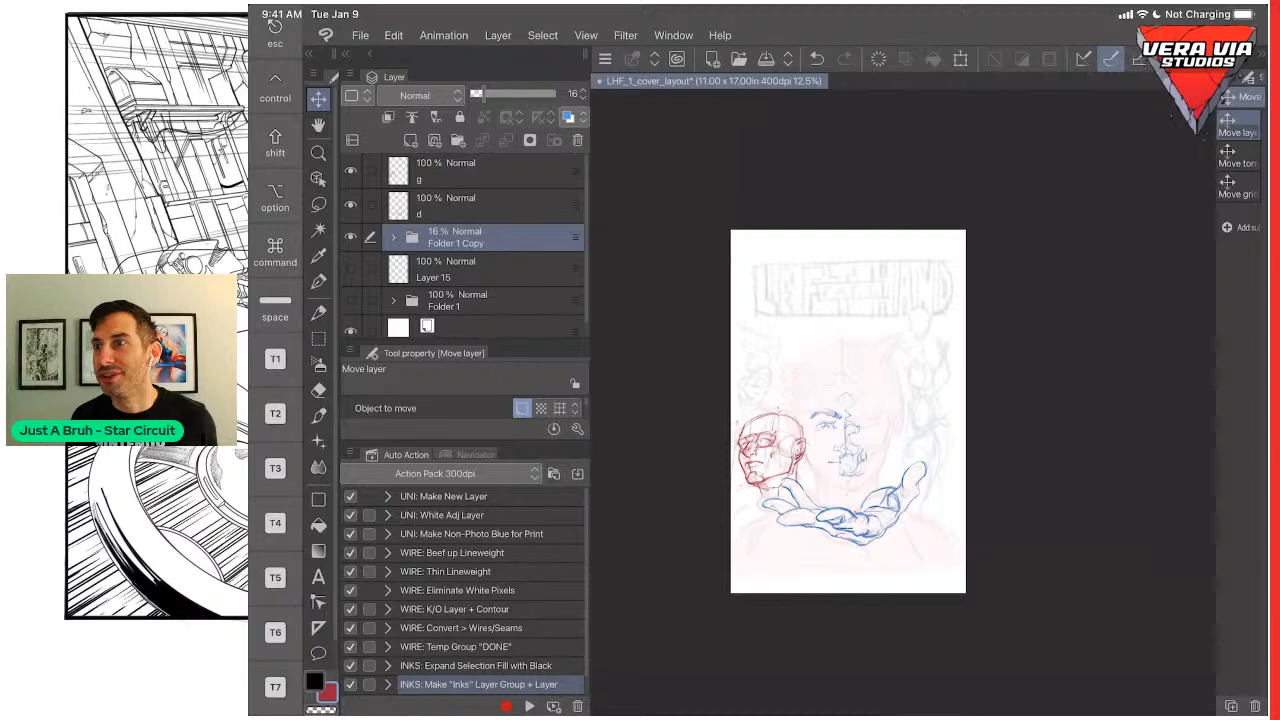 9:41 AM Tue Jan 9
Not Charging
esc
File Edit Animation Layer Select View Filter Window Help
VERA VIA
STUDIOS
Layer
LHF_1_cover_layout* (11.00 x 17.00in 400dpi 12.5%)
Normal
16
control
Move
Move laye
Move ton
Move grid
Add su
shift
option
command
space
T1
T2
T3
T4
T5
T6
T7
100 % Normal
g
100 % Normal
d
16 % Normal
Folder 1 Copy
100 % Normal
Layer 15
100 % Normal
Folder 1
Tool property [Move layer]
Move layer
Object to move
Auto Action
Navigator
Action Pack 300dpi
UNI: Make New Layer
UNI: White Adj Layer
UNI: Make Non-Photo Blue for Print
WIRE: Beef up Lineweight
WIRE: Thin Lineweight
WIRE: Eliminate White Pixels
WIRE: K/O Layer + Contour
WIRE: Convert > Wires/Seams
WIRE: Temp Group "DONE"
INKS: Expand Selection Fill with Black
INKS: Make "Inks" Layer Group + Layer
Just A Bruh - Star Circuit
NINTENDO